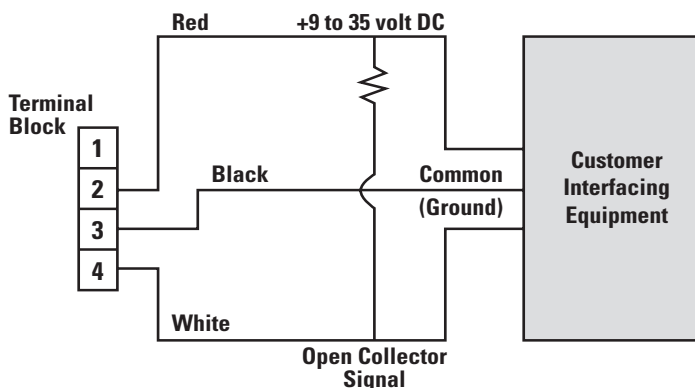 Red
+9 to 35 volt DC
Terminal
Block
1
2
3
4
Black
Common
(Ground)
Customer
Interfacing
Equipment
White
Open Collector
Signal